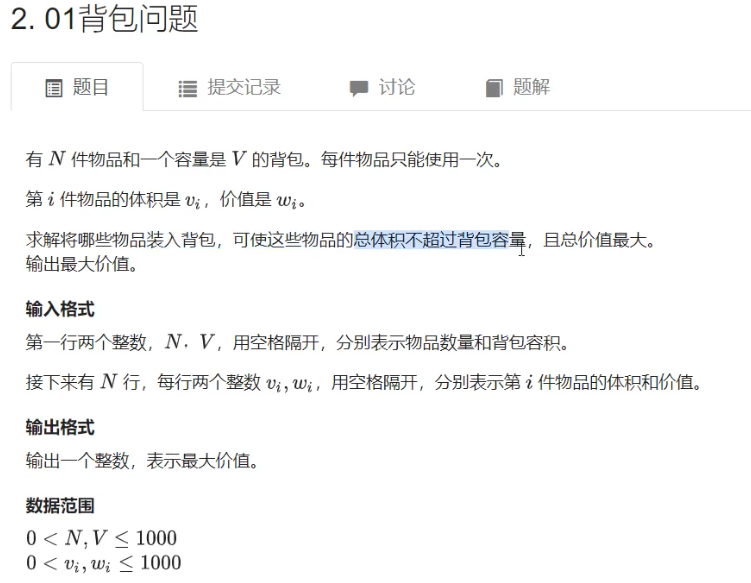 2. 01背包问题
题目 提交记录 讨论 题解
有 N 件物品和一个容量是 V 的背包。每件物品只能使用一次。
第 i 件物品的体积是 vᵢ，价值是 wᵢ。
求解将哪些物品装入背包，可使这些物品的总体积不超过背包容量，且总价值最大。
输出最大价值。
输入格式
第一行两个整数，N，V，用空格隔开，分别表示物品数量和背包容积。
接下来有 N 行，每行两个整数 vᵢ, wᵢ，用空格隔开，分别表示第 i 件物品的体积和价值。
输出格式
输出一个整数，表示最大价值。
数据范围
0 < N, V ≤ 1000
0 < vᵢ, wᵢ ≤ 1000